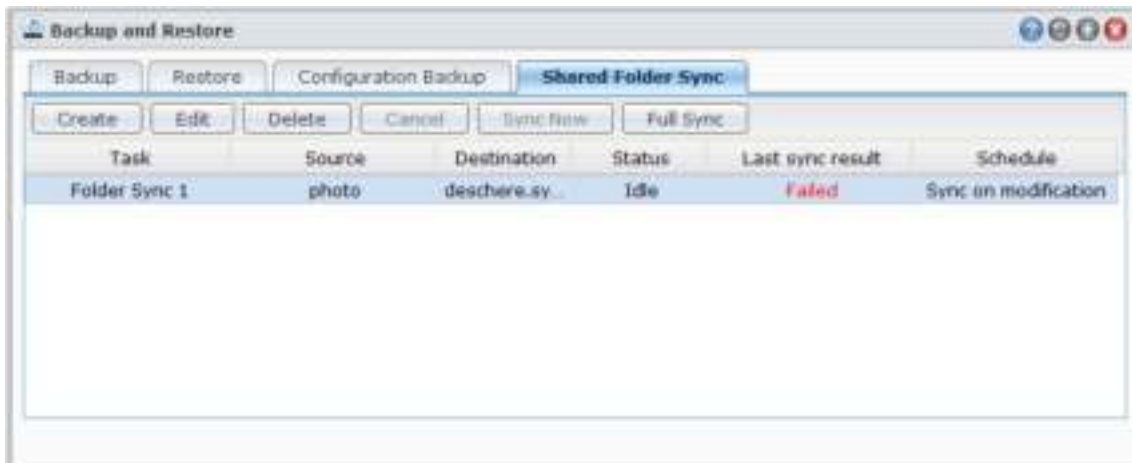 Backup and Restore
Backup Restore Configuration Backup Shared Folder Sync
Create Edit Delete Cancel Sync Now Full Sync
Task Source Destination Status Last sync result Schedule
Folder Sync 1 photo deschere.sy... Idle Failed Sync on modification